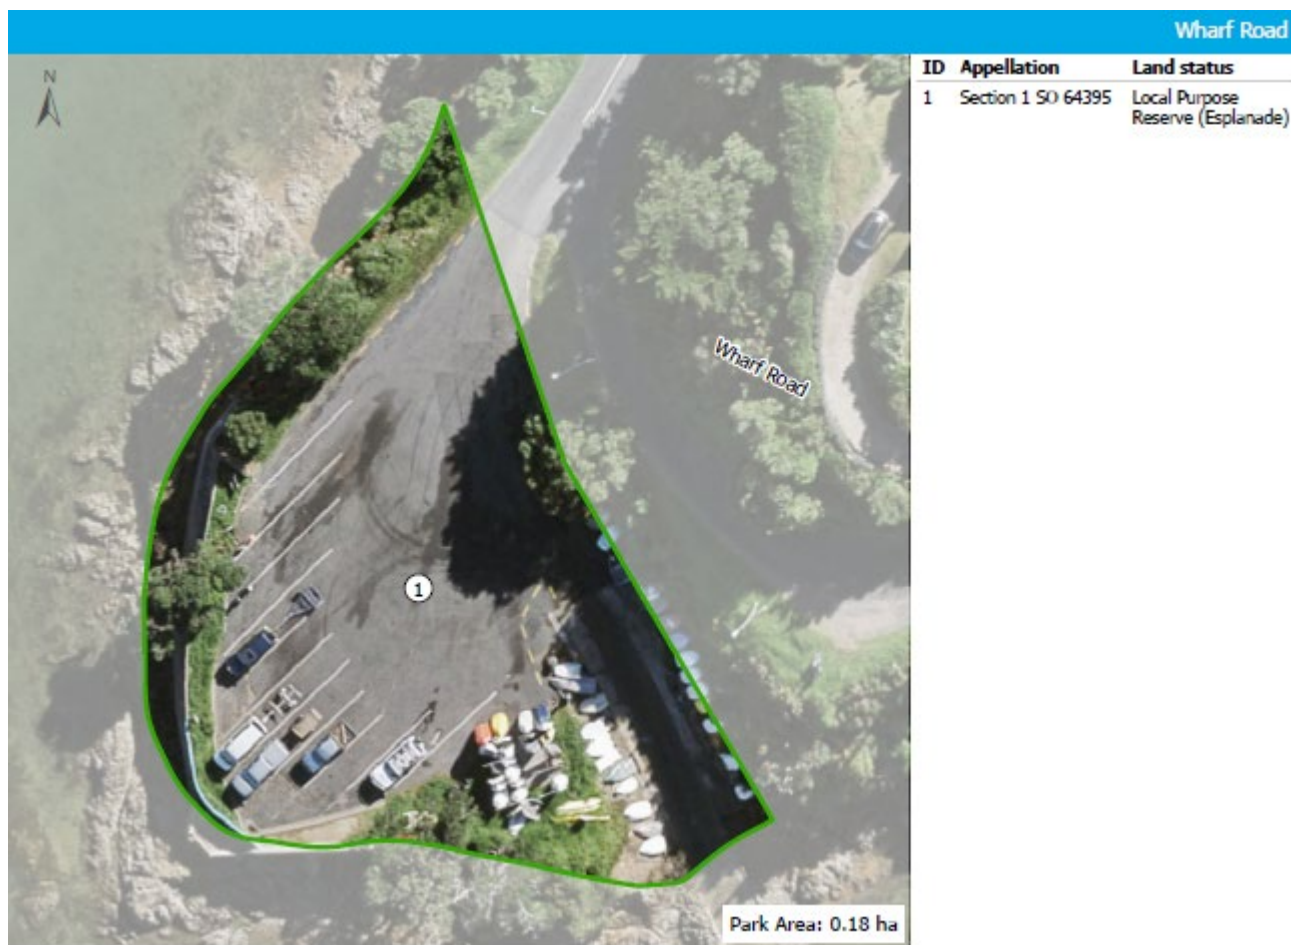 Wharf Road
N
ID Appellation Land status
1 Section 1 SO 64395 Local Purpose
Reserve (Esplanade)
Wharf Road
1
Park Area: 0.18 ha